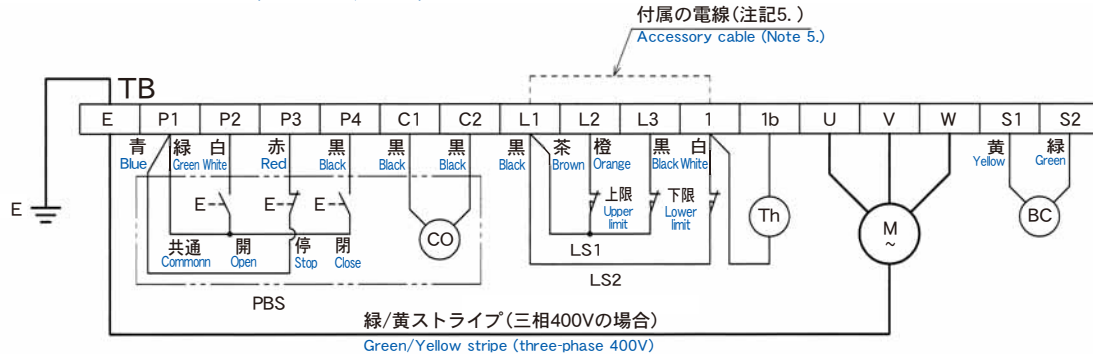 付属の電線(注記5. )
Accessory cable (Note 5.)
TB
E P1 P2 P3 P4 C1 C2 L1 L2 L3 1 1b U V W S1 S2
青 緑 白 赤 黒 黒 黒 黒 茶 橙 黒 白 黄 緑
Blue Green White Red Black Black Black Black Brown Orange Black White Yellow Green
E
E E E
上限 下限
Upper limit Lower limit
CO Th M ~ BC
共通 開 停 閉
Commonn Open Stop Close
LS1
LS2
PBS
緑/黄ストライプ(三相400Vの場合)
Green/Yellow stripe (three-phase 400V)